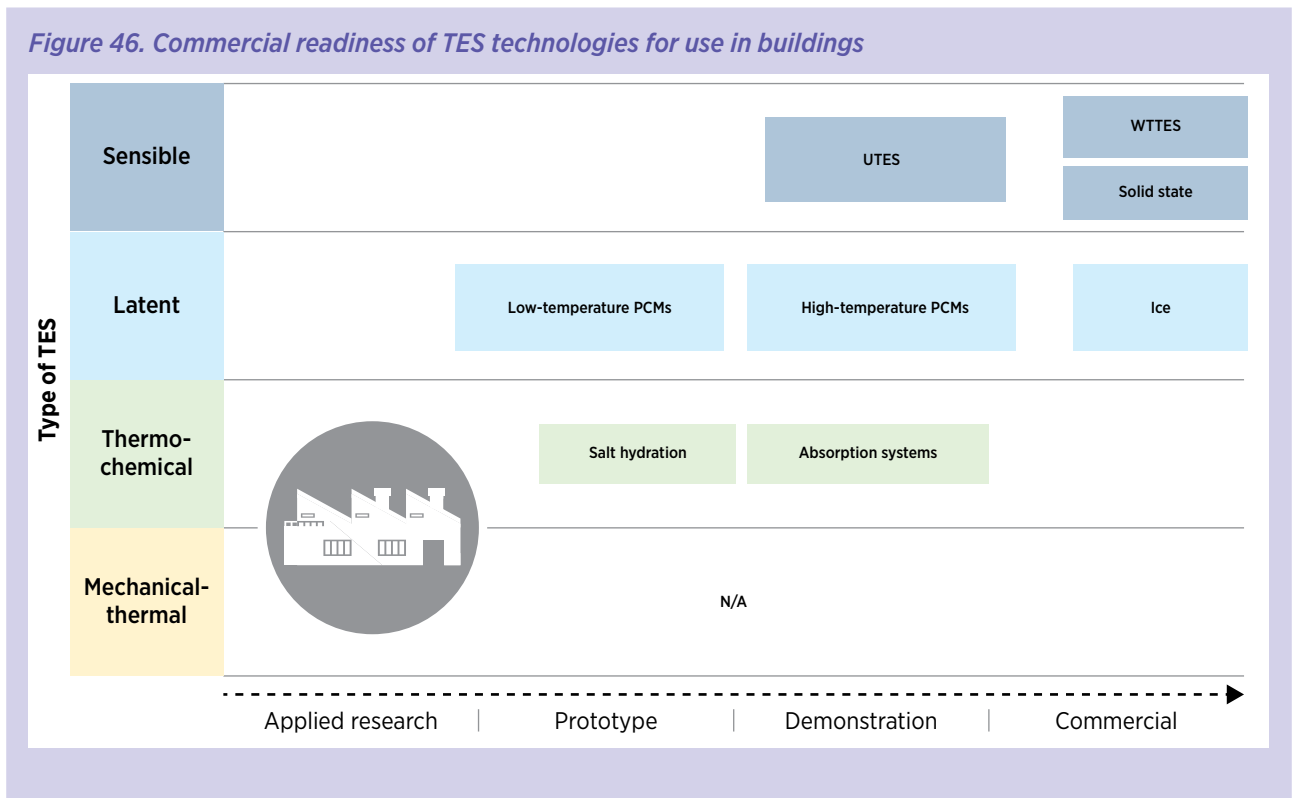 Figure 46. Commercial readiness of TES technologies for use in buildings
Type of TES
Sensible
UTES
WTTES
Solid state
Latent
Low-temperature PCMs
High-temperature PCMs
Ice
Thermo-
chemical
Salt hydration
Absorption systems
Mechanical-
thermal
N/A
Applied research
Prototype
Demonstration
Commercial